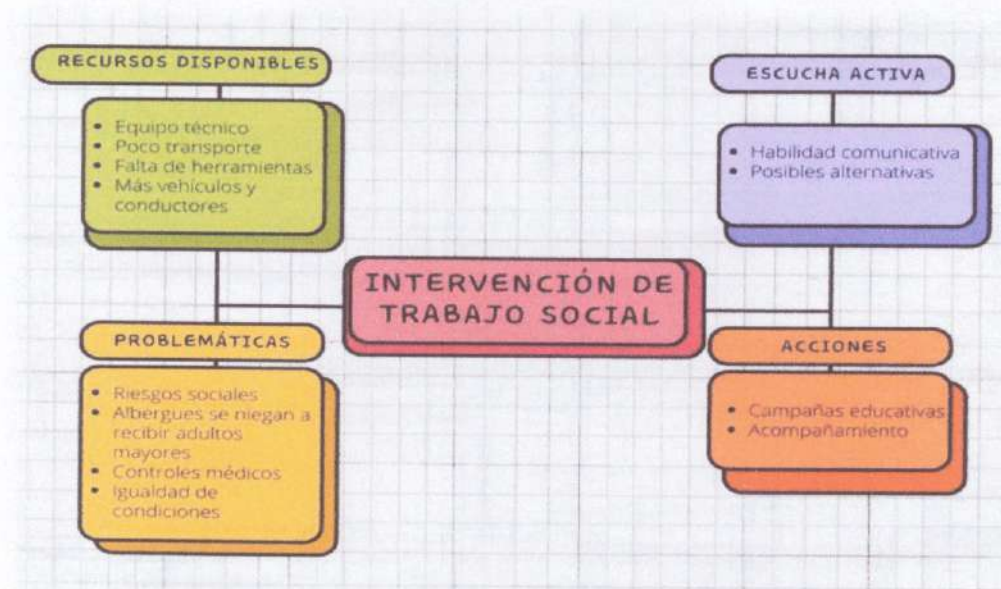 RECURSOS DISPONIBLES
• Equipo técnico
• Poco transporte
• Falta de herramientas
• Más vehículos y
conductores
ESCUCHA ACTIVA
• Habilidad comunicativa
• Posibles alternativas
INTERVENCIÓN DE
TRABAJO SOCIAL
PROBLEMÁTICAS
• Riesgos sociales
• Albergues se niegan a
recibir adultos
mayores
• Controles médicos
• Igualdad de
condiciones
ACCIONES
• Campañas educativas
• Acompañamiento